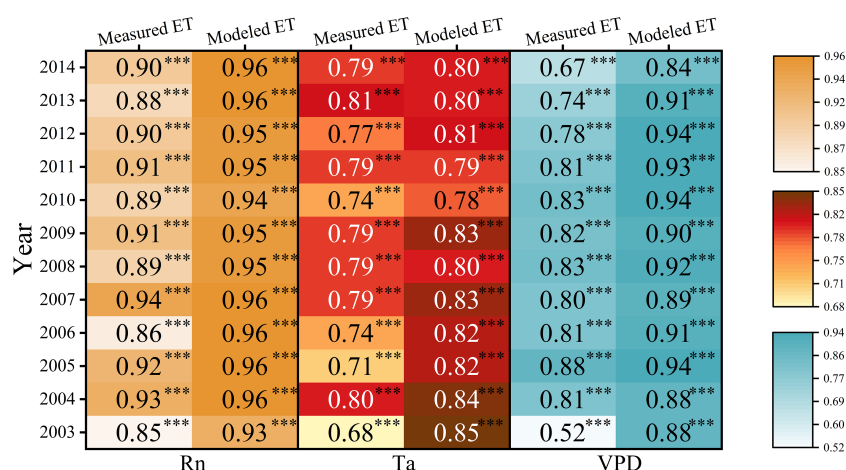 Measured ET Modeled ET Measured ET Modeled ET Measured ET Modeled ET
2014 0.90*** 0.96*** 0.79*** 0.80*** 0.67*** 0.84***
2013 0.88*** 0.96*** 0.81*** 0.80*** 0.74*** 0.91***
2012 0.90*** 0.95*** 0.77*** 0.81*** 0.78*** 0.94***
2011 0.91*** 0.95*** 0.79*** 0.79*** 0.81*** 0.93***
2010 0.89*** 0.94*** 0.74*** 0.78*** 0.83*** 0.94***
2009 0.91*** 0.95*** 0.79*** 0.83*** 0.82*** 0.90***
2008 0.89*** 0.95*** 0.79*** 0.80*** 0.83*** 0.92***
2007 0.94*** 0.96*** 0.79*** 0.83*** 0.80*** 0.89***
2006 0.86*** 0.96*** 0.74*** 0.82*** 0.81*** 0.91***
2005 0.92*** 0.96*** 0.71*** 0.82*** 0.88*** 0.94***
2004 0.93*** 0.96*** 0.80*** 0.84*** 0.81*** 0.88***
2003 0.85*** 0.93*** 0.68*** 0.85*** 0.52*** 0.88***
Rn Ta VPD
Year
0.96
0.94
0.92
0.89
0.87
0.85
0.85
0.82
0.78
0.75
0.71
0.68
0.94
0.86
0.77
0.69
0.60
0.52